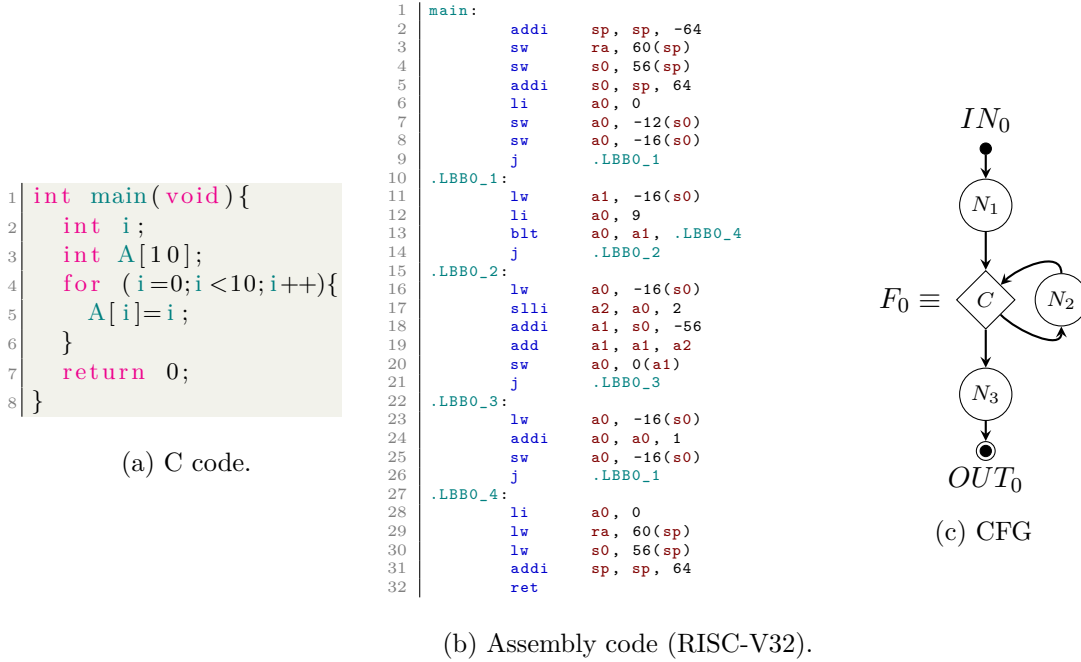 1 int main(void){
2 int i;
3 int A[10];
4 for (i=0;i<10;i++){
5 A[i]=i;
6 }
7 return 0;
8 }
(a) C code.
1 main:
2 addi sp, sp, -64
3 sw ra, 60(sp)
4 sw s0, 56(sp)
5 addi s0, sp, 64
6 li a0, 0
7 sw a0, -12(s0)
8 sw a0, -16(s0)
9 j .LBB0_1
10 .LBB0_1:
11 lw a1, -16(s0)
12 li a0, 9
13 blt a0, a1, .LBB0_4
14 j .LBB0_2
15 .LBB0_2:
16 lw a0, -16(s0)
17 slli a2, a0, 2
18 addi a1, s0, -56
19 add a1, a1, a2
20 sw a0, 0(a1)
21 j .LBB0_3
22 .LBB0_3:
23 lw a0, -16(s0)
24 addi a0, a0, 1
25 sw a0, -16(s0)
26 j .LBB0_1
27 .LBB0_4:
28 li a0, 0
29 lw ra, 60(sp)
30 lw s0, 56(sp)
31 addi sp, sp, 64
32 ret
(b) Assembly code (RISC-V32).
IN₀
N₁
F₀ ≡ C N₂
N₃
OUT₀
(c) CFG